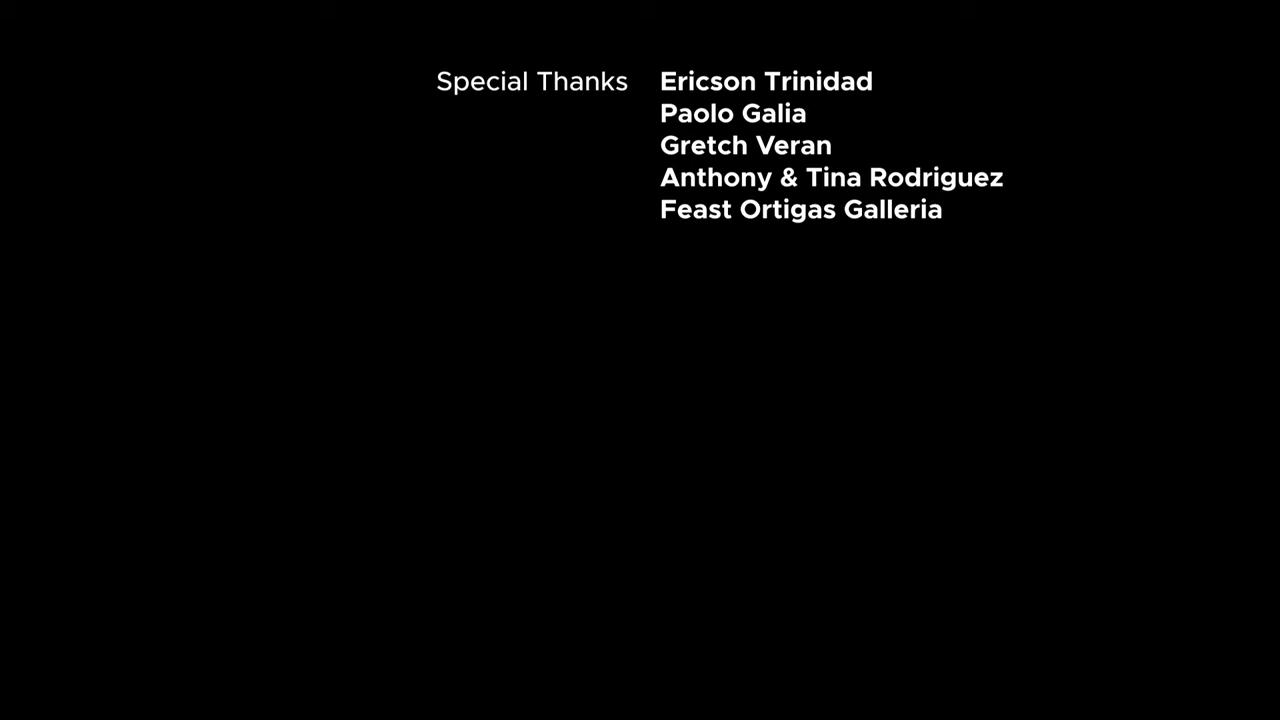 Special Thanks Ericson Trinidad
Paolo Galia
Gretch Veran
Anthony & Tina Rodriguez
Feast Ortigas Galleria